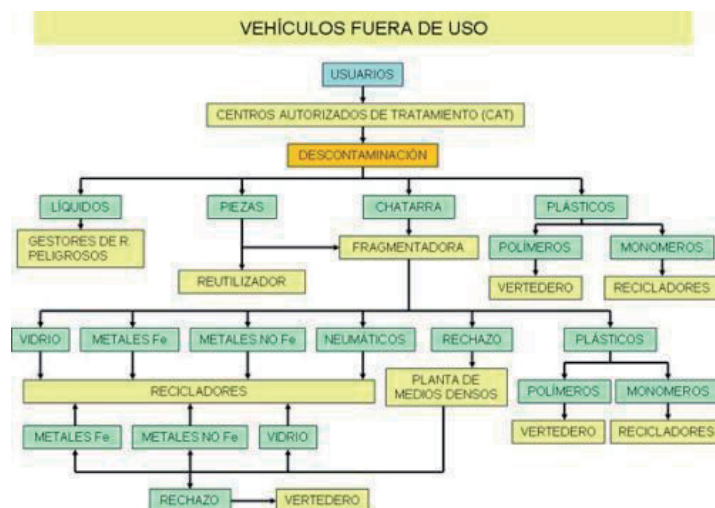 VEHÍCULOS FUERA DE USO
USUARIOS
CENTROS AUTORIZADOS DE TRATAMIENTO (CAT)
DESCONTAMINACIÓN
LÍQUIDOS
PIEZAS
CHATARRA
PLÁSTICOS
GESTORES DE R.
PELIGROSOS
FRAGMENTADORA
POLÍMEROS
MONOMEROS
REUTILIZADOR
VERTEDERO
RECICLADORES
VIDRIO
METALES Fe
METALES NO Fe
NEUMÁTICOS
RECHAZO
PLÁSTICOS
RECICLADORES
PLANTA DE
MEDIOS DENSOS
POLÍMEROS
MONOMEROS
METALES Fe
METALES NO Fe
VIDRIO
VERTEDERO
RECICLADORES
RECHAZO
VERTEDERO